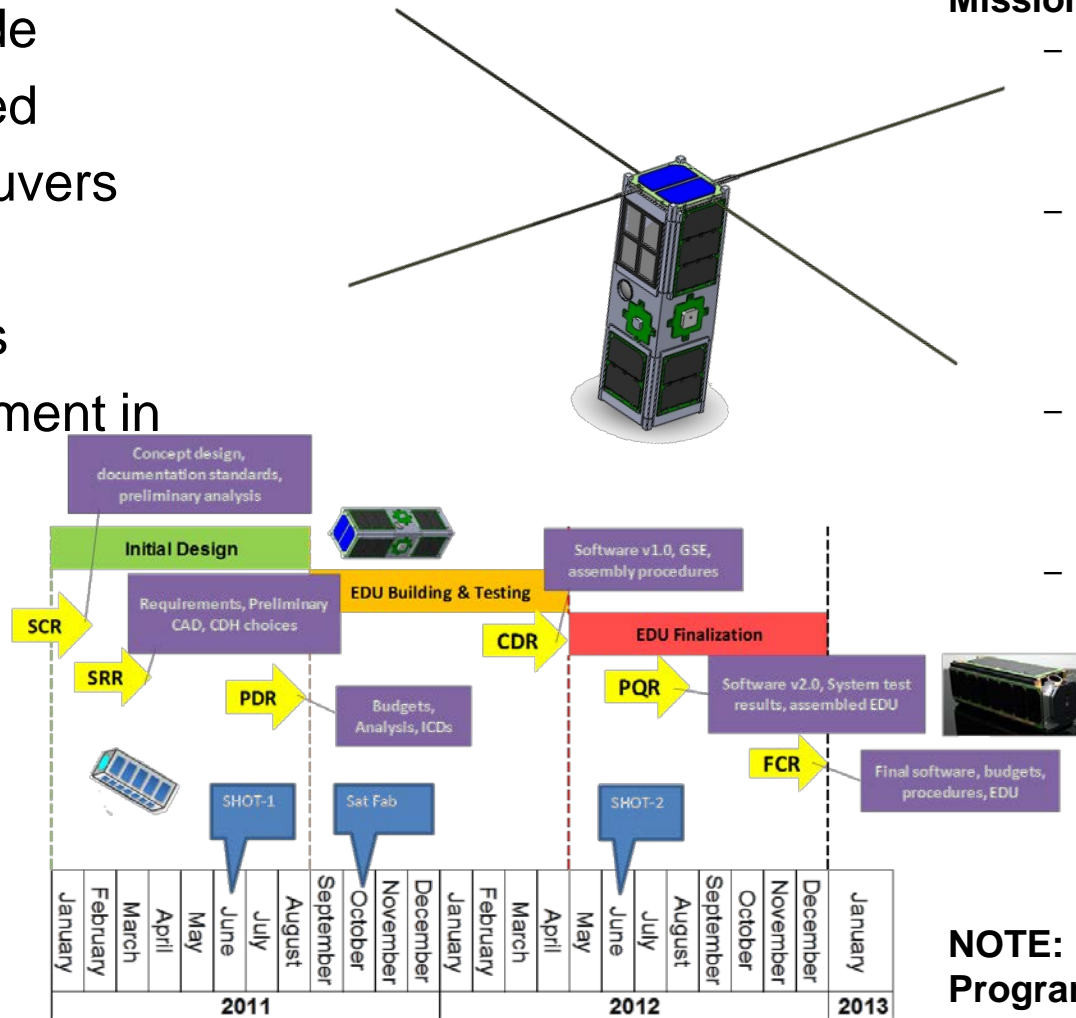 de
ed
uvers
s
ment in
Mission
–
–
–
–
Concept design,
documentation standards,
preliminary analysis
Initial Design
Software v1.0, GSE,
assembly procedures
EDU Building & Testing
Requirements, Preliminary
CAD, CDH choices
SCR
CDR
EDU Finalization
SRR
PDR
Budgets,
Analysis, ICDs
PQR
Software v2.0, System test
results, assembled EDU
FCR
Final software, budgets,
procedures, EDU
SHOT-1
Sat Fab
SHOT-2
January
February
March
April
May
June
July
August
September
October
November
December
January
February
March
April
May
June
July
August
September
October
November
December
January
2011
2012
2013
NOTE:
Program